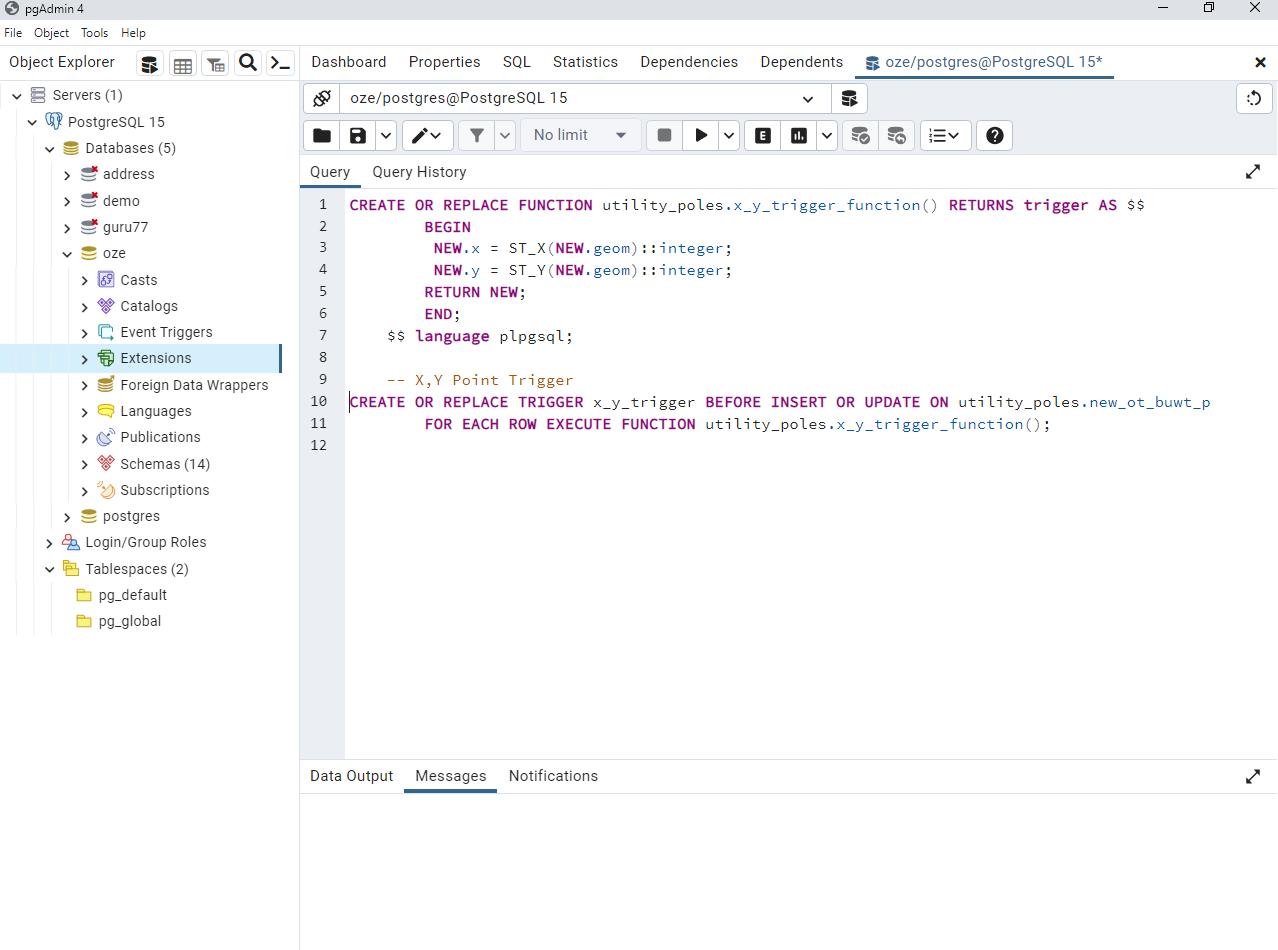 pgAdmin 4
File Object Tools Help
Object Explorer
Dashboard Properties SQL Statistics Dependencies Dependents oze/postgres@PostgreSQL 15*
Servers (1)
PostgreSQL 15
Databases (5)
address
demo
guru77
oze
Casts
Catalogs
Event Triggers
Extensions
Foreign Data Wrappers
Languages
Publications
Schemas (14)
Subscriptions
postgres
Login/Group Roles
Tablespaces (2)
pg_default
pg_global
oze/postgres@PostgreSQL 15
No limit
E
Query Query History
1 CREATE OR REPLACE FUNCTION utility_poles.x_y_trigger_function() RETURNS trigger AS $$
2 BEGIN
3 NEW.x = ST_X(NEW.geom)::integer;
4 NEW.y = ST_Y(NEW.geom)::integer;
5 RETURN NEW;
6 END;
7 $$ language plpgsql;
8
9 -- X,Y Point Trigger
10 CREATE OR REPLACE TRIGGER x_y_trigger BEFORE INSERT OR UPDATE ON utility_poles.new_ot_buwt_p
11 FOR EACH ROW EXECUTE FUNCTION utility_poles.x_y_trigger_function();
12
Data Output Messages Notifications